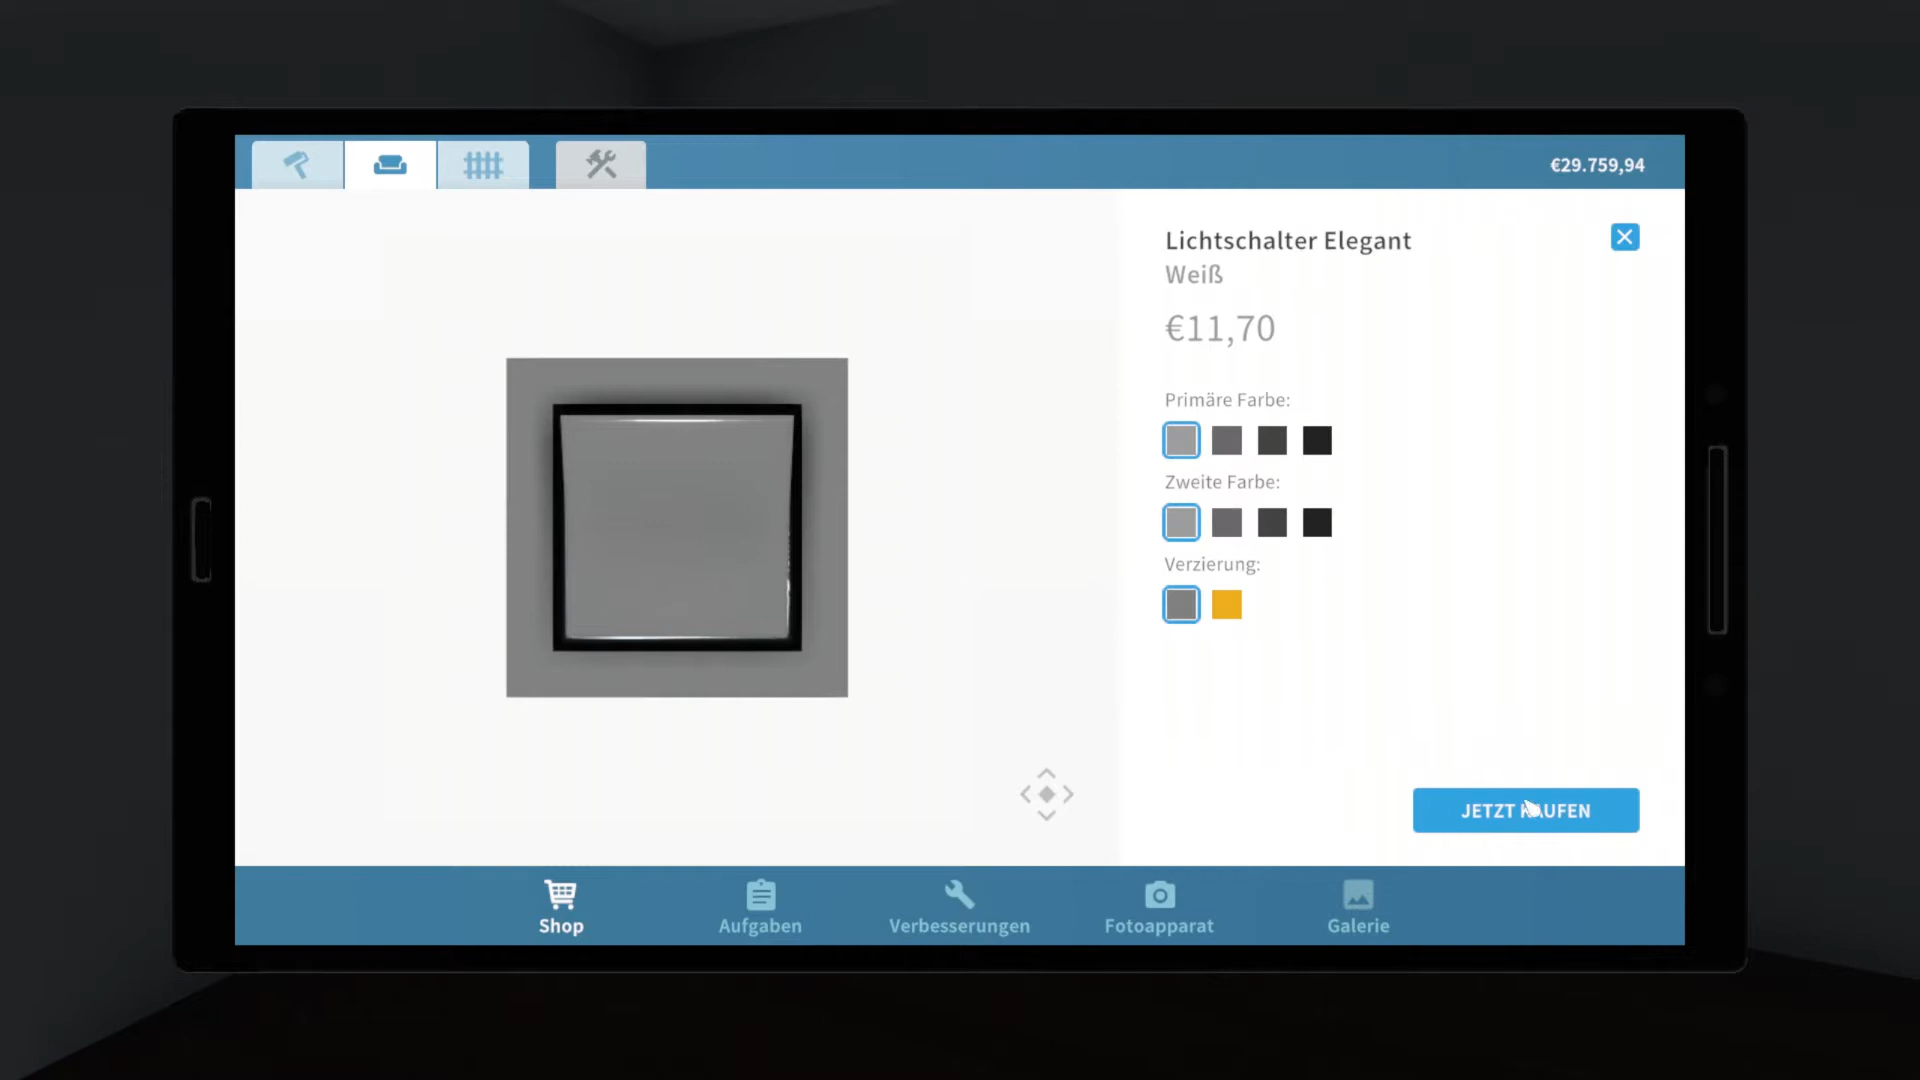 €29.759,94
Lichtschalter Elegant
Weiß
€11,70
Primäre Farbe:
Zweite Farbe:
Verzierung:
JETZT KAUFEN
Shop
Aufgaben
Verbesserungen
Fotoapparat
Galerie